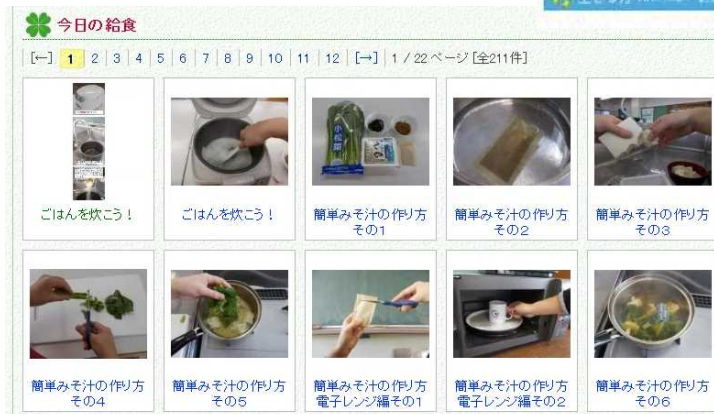 今日の給食
[←] 1 | 2 | 3 | 4 | 5 | 6 | 7 | 8 | 9 | 10 | 11 | 12 | [→] | 1 / 22 ページ [全211件]
ごはんを炊こう！
ごはんを炊こう！
簡単みそ汁の作り方
その1
簡単みそ汁の作り方
その2
簡単みそ汁の作り方
その3
小松菜
簡単みそ汁の作り方
その4
簡単みそ汁の作り方
その5
簡単みそ汁の作り方
電子レンジ編その1
簡単みそ汁の作り方
電子レンジ編その2
簡単みそ汁の作り方
その6